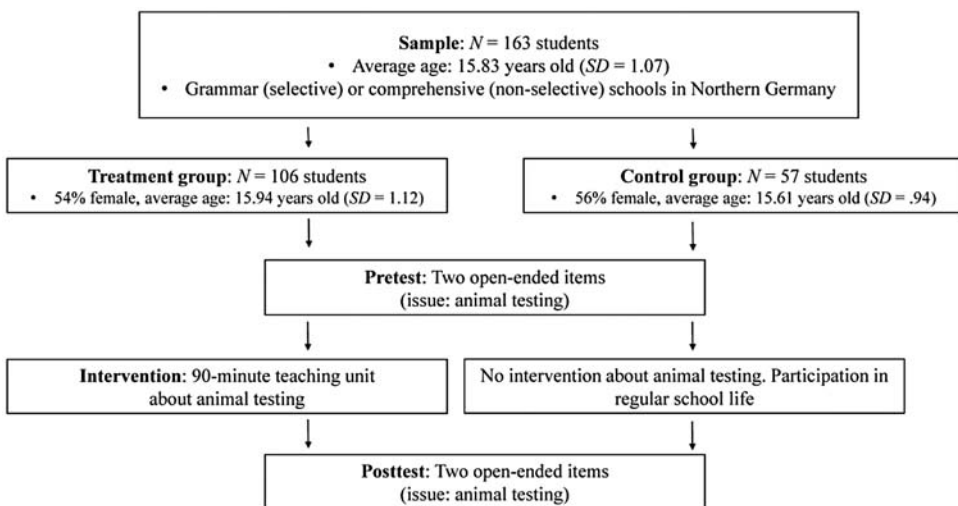 Sample: N = 163 students
• Average age: 15.83 years old (SD = 1.07)
• Grammar (selective) or comprehensive (non-selective) schools in Northern Germany
Treatment group: N = 106 students
• 54% female, average age: 15.94 years old (SD = 1.12)
Control group: N = 57 students
• 56% female, average age: 15.61 years old (SD = .94)
Pretest: Two open-ended items
(issue: animal testing)
Intervention: 90-minute teaching unit
about animal testing
No intervention about animal testing. Participation in
regular school life
Posttest: Two open-ended items
(issue: animal testing)